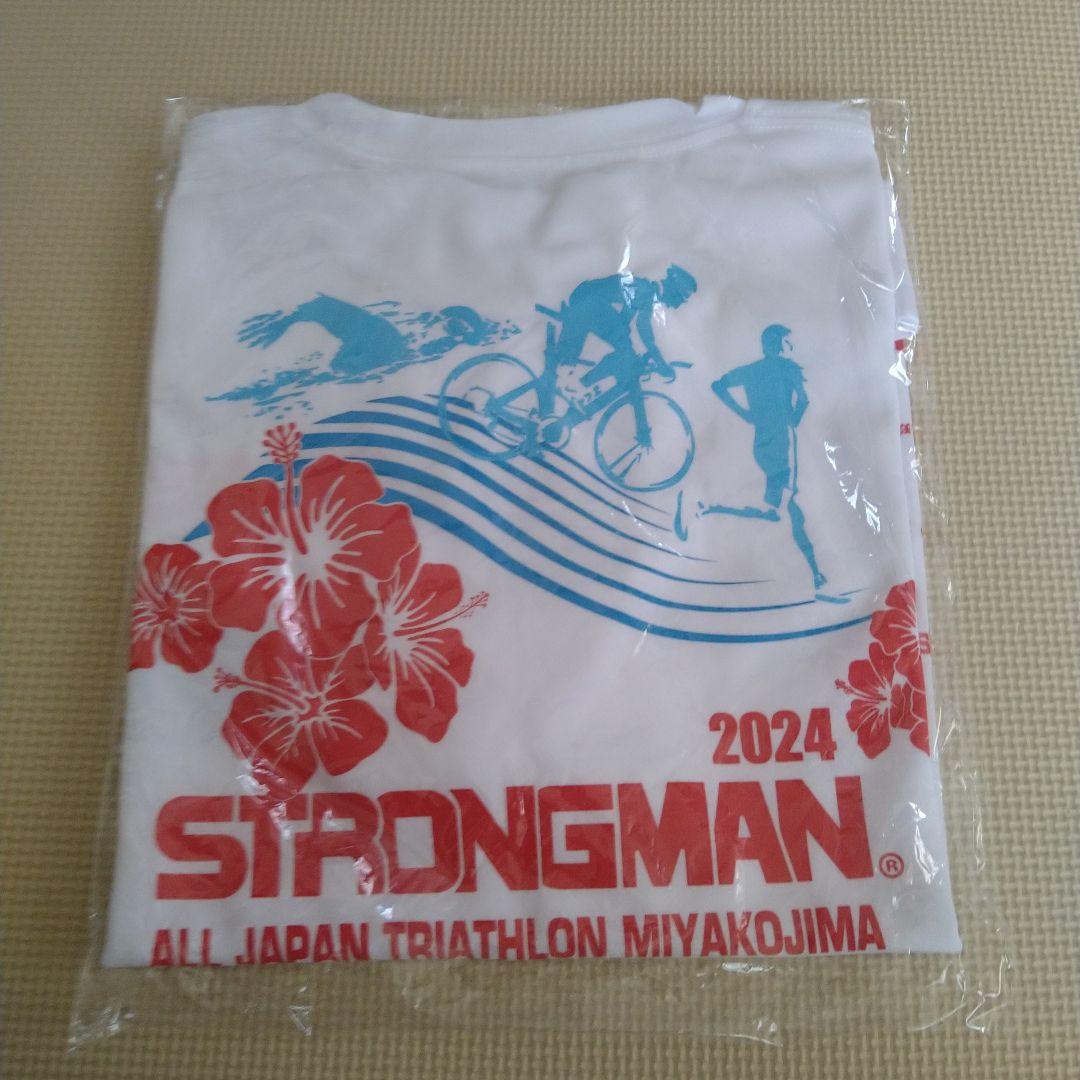 2024
STRONGMAN®
ALL JAPAN TRIATHLON MIYAKOJIMA